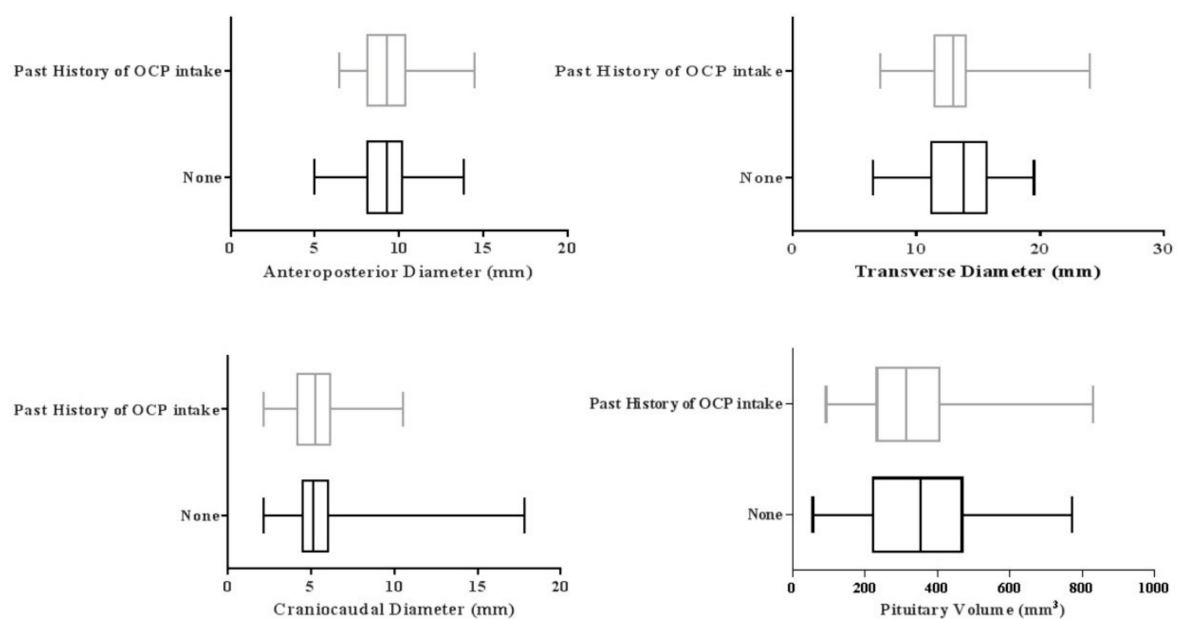 Past History of OCP intake
None
0 5 10 15 20
Anteroposterior Diameter (mm)
Past History of OCP intake
None
0 10 20 30
Transverse Diameter (mm)
Past History of OCP intake
None
0 5 10 15 20
Craniocaudal Diameter (mm)
Past History of OCP intake
None
0 200 400 600 800 1000
Pituitary Volume (mm³)